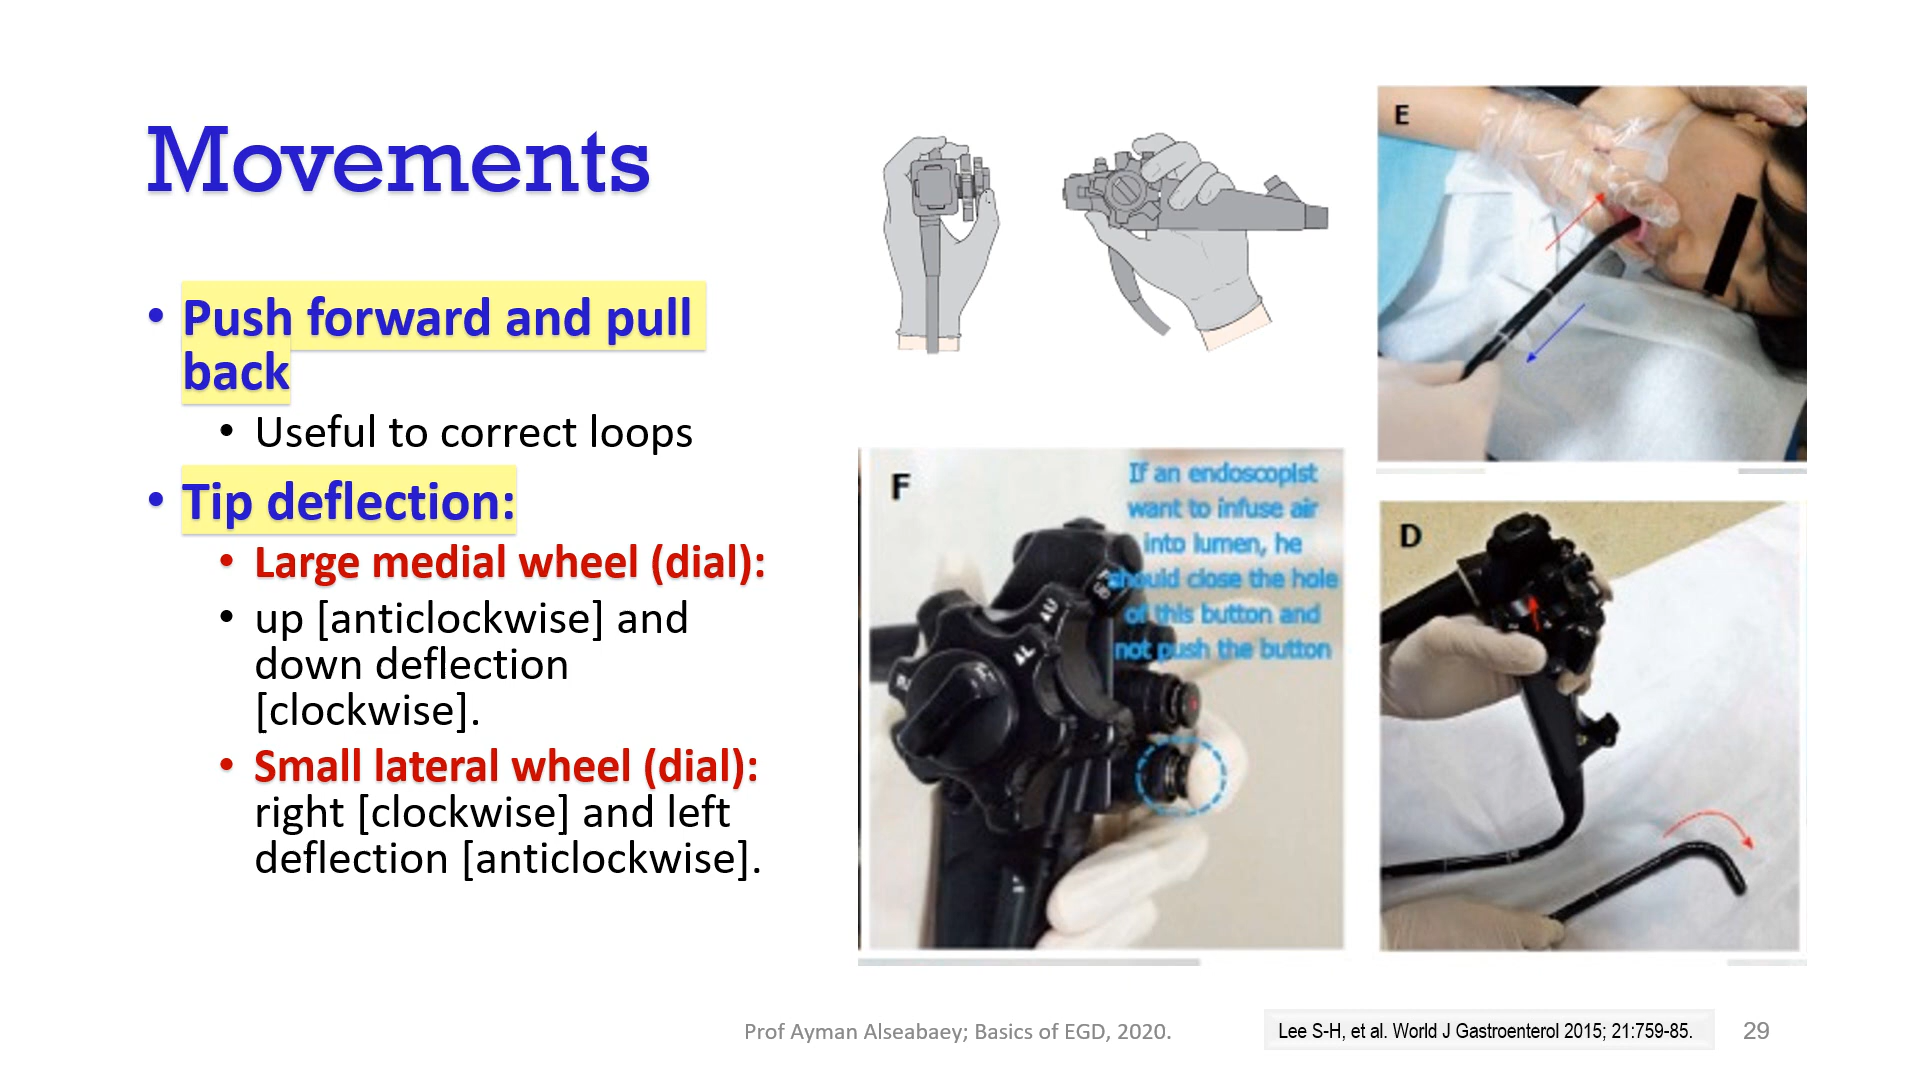 Movements
• Push forward and pull
back
• Useful to correct loops
• Tip deflection:
• Large medial wheel (dial):
• up [anticlockwise] and
down deflection
[clockwise].
• Small lateral wheel (dial):
right [clockwise] and left
deflection [anticlockwise].
E
F
If an endoscopist
want to infuse air
into lumen, he
should close the hole
of this button and
not push the button
U
L
D
Prof Ayman Alseabaey; Basics of EGD, 2020.
Lee S-H, et al. World J Gastroenterol 2015; 21:759-85.
29